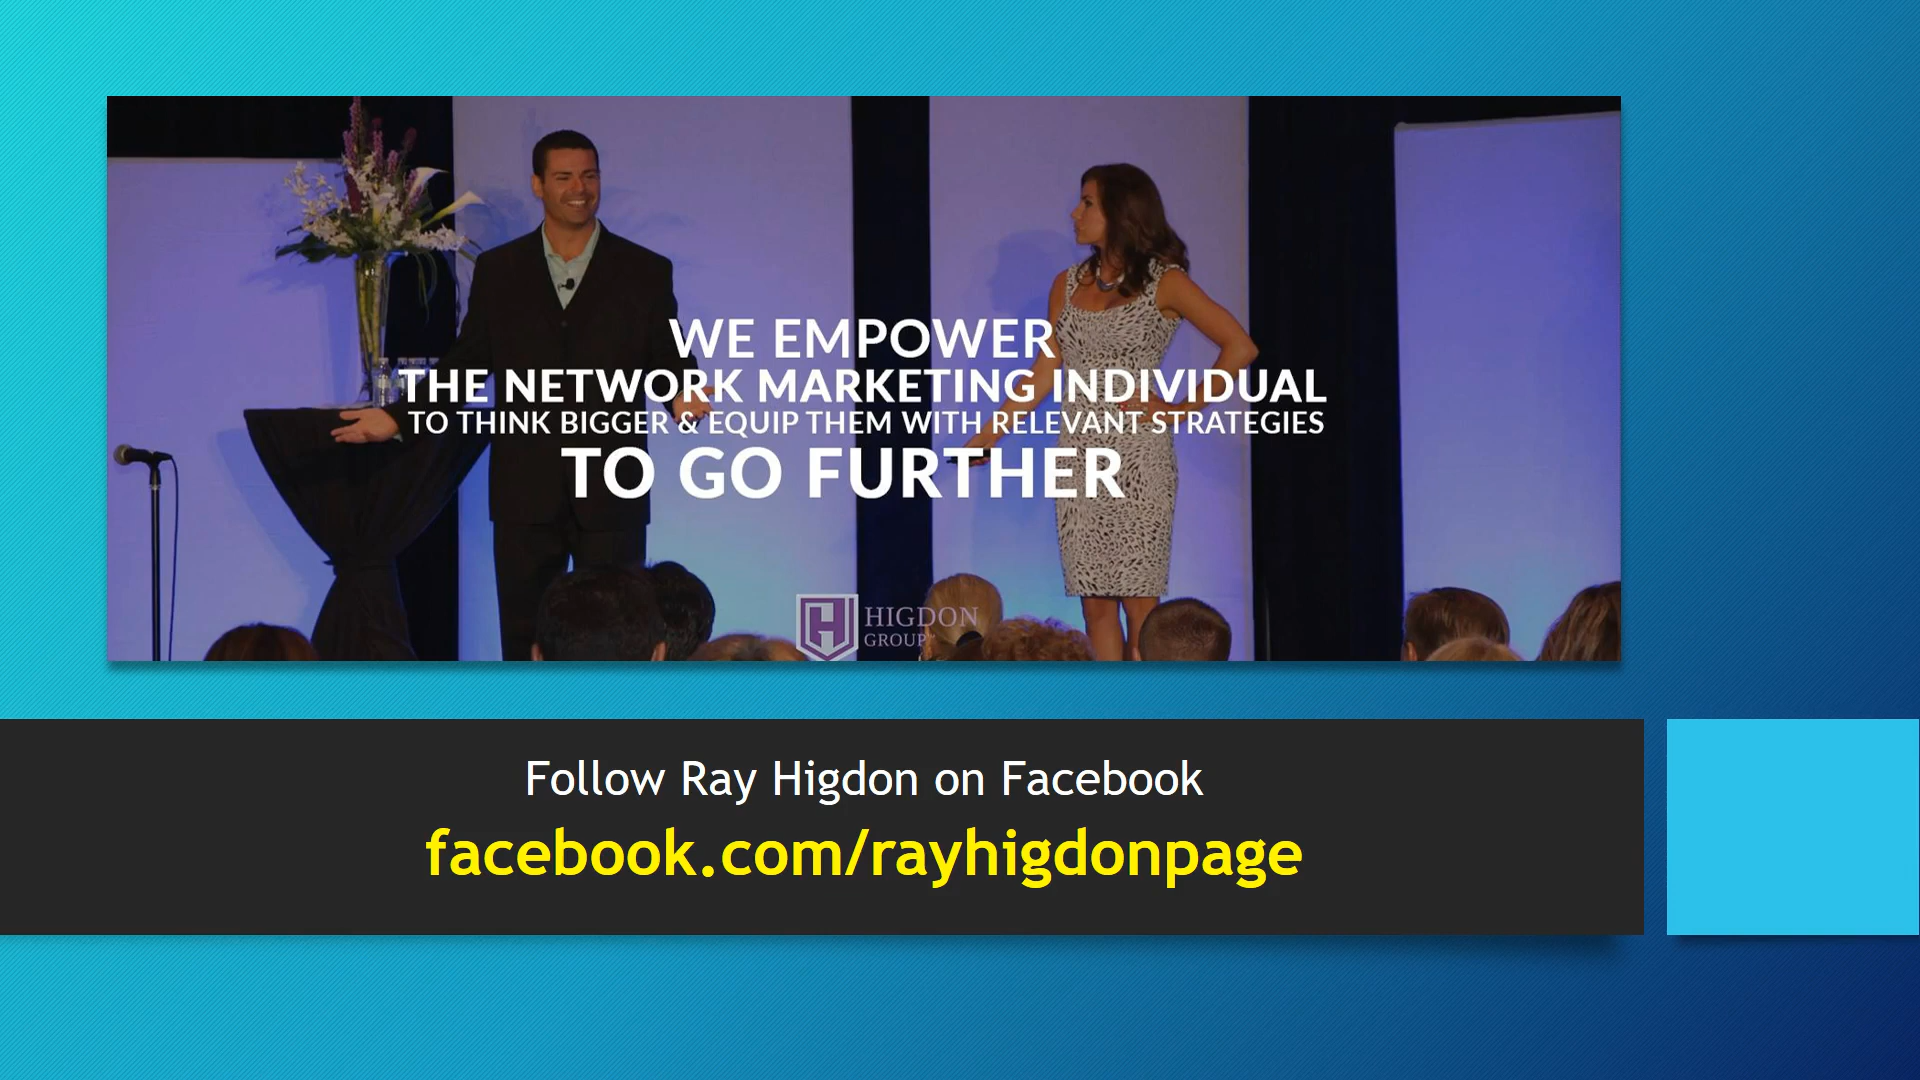 WE EMPOWER
THE NETWORK MARKETING INDIVIDUAL
TO THINK BIGGER & EQUIP THEM WITH RELEVANT STRATEGIES
TO GO FURTHER
HIGDON
GROUP
Follow Ray Higdon on Facebook
facebook.com/rayhigdonpage